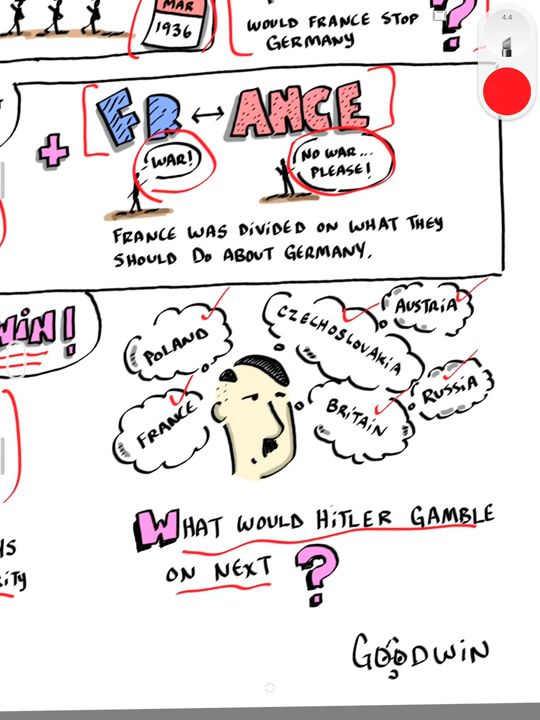 MAR
1936
WOULD FRANCE STOP
GERMANY
?
4.4
+ FR ↔ ANCE
WAR!
NO WAR...
PLEASE!
FRANCE WAS DIVIDED ON WHAT THEY
SHOULD DO ABOUT GERMANY.
WIN!
POLAND
CZECHOSLOVAKIA
AUSTRIA
FRANCE
BRITAIN
RUSSIA
WHAT WOULD HITLER GAMBLE
ON NEXT ?
GOODWIN